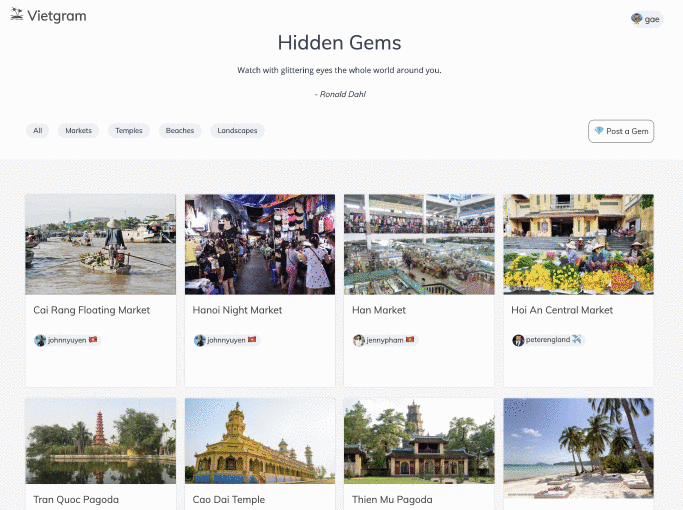 Vietgram
gae
Hidden Gems
Watch with glittering eyes the whole world around you.
- Ronald Dahl
All
Markets
Temples
Beaches
Landscapes
Post a Gem
Cai Rang Floating Market
Hanoi Night Market
Han Market
Hoi An Central Market
johnnyuyen
johnnyuyen
jennypham
peterengland
Tran Quoc Pagoda
Cao Dai Temple
Thien Mu Pagoda